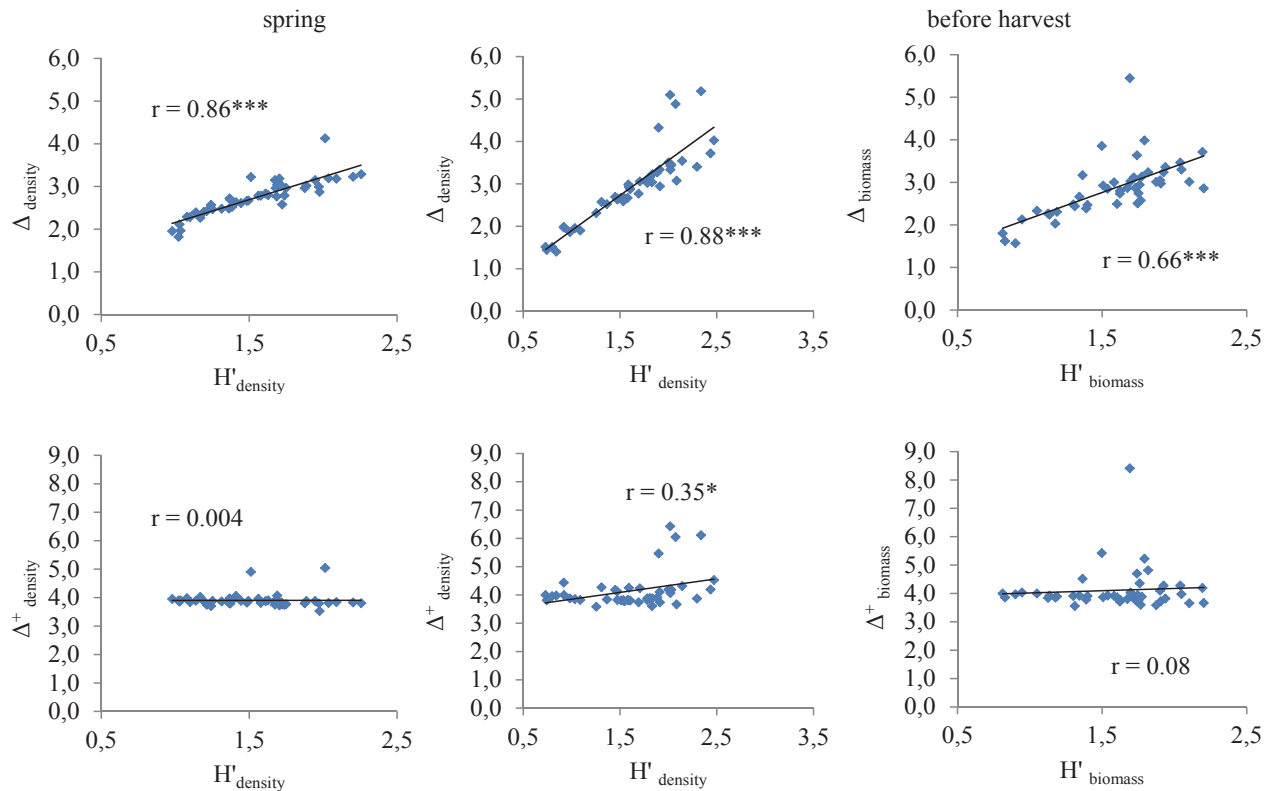 spring
before harvest
6,0
5,0
4,0
3,0
2,0
1,0
0,0
Δ density
r = 0.86***
0,5 1,5 2,5
H' density
6,0
5,0
4,0
3,0
2,0
1,0
0,0
Δ density
r = 0.88***
0,5 1,5 2,5 3,5
H' density
6,0
5,0
4,0
3,0
2,0
1,0
0,0
Δ biomass
r = 0.66***
0,5 1,5 2,5
H' biomass
9,0
8,0
7,0
6,0
5,0
4,0
3,0
2,0
1,0
0,0
Δ+ density
r = 0.004
0,5 1,5 2,5
H' density
9,0
8,0
7,0
6,0
5,0
4,0
3,0
2,0
1,0
0,0
Δ+ density
r = 0.35*
0,5 1,5 2,5 3,5
H' density
9,0
8,0
7,0
6,0
5,0
4,0
3,0
2,0
1,0
0,0
Δ+ biomass
r = 0.08
0,5 1,5 2,5
H' biomass